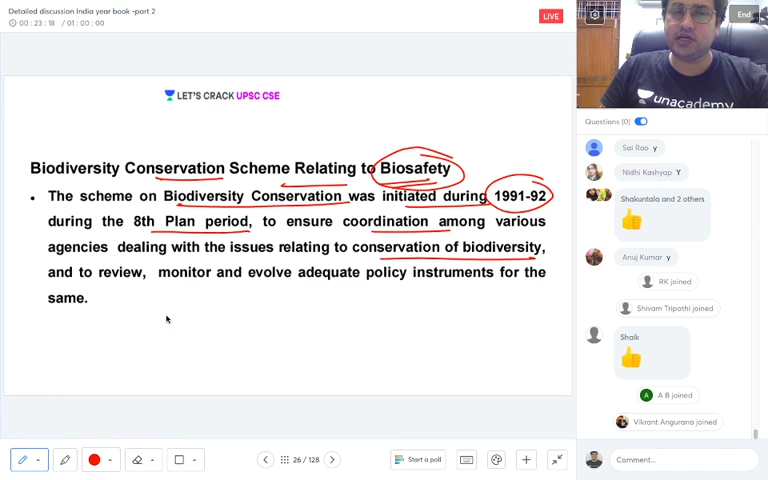 Detailed discussion India year book -part 2
00 : 23 : 18 / 01 : 00 : 00
LIVE
End
unacademy
LET'S CRACK UPSC CSE
Biodiversity Conservation Scheme Relating to Biosafety
• The scheme on Biodiversity Conservation was initiated during 1991-92
during the 8th Plan period, to ensure coordination among various
agencies dealing with the issues relating to conservation of biodiversity,
and to review, monitor and evolve adequate policy instruments for the
same.
Questions (0)
Sai Rao y
Nidhi Kashyap Y
Shakuntala and 2 others
Anuj Kumar y
RK joined
Shivam Tripathi joined
Shaik
A
A B joined
Vikrant Angurana joined
26 / 128
Start a poll
Comment...